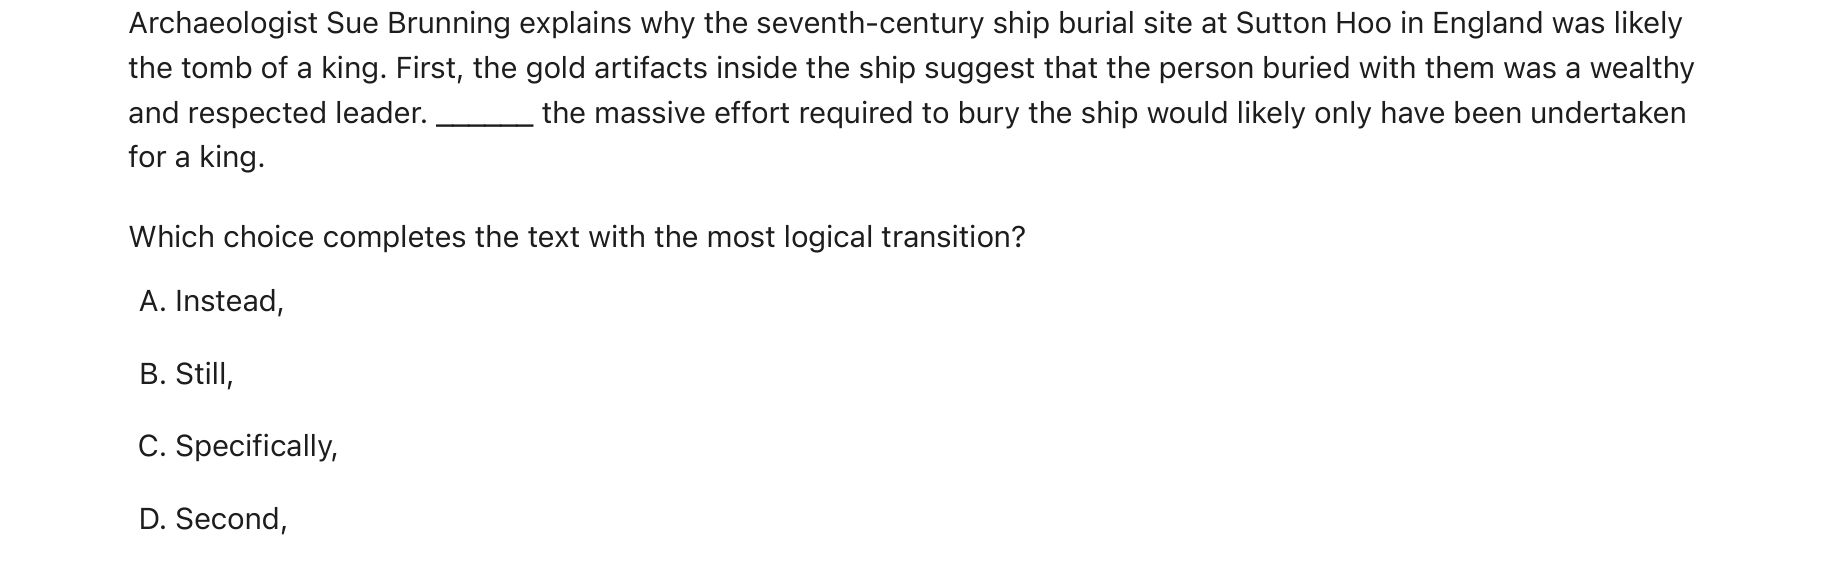 Archaeologist Sue Brunning explains why the seventh-century ship burial site at Sutton Hoo in England was likely
the tomb of a king. First, the gold artifacts inside the ship suggest that the person buried with them was a wealthy
and respected leader. ______ the massive effort required to bury the ship would likely only have been undertaken
for a king.
Which choice completes the text with the most logical transition?
A. Instead,
B. Still,
C. Specifically,
D. Second,